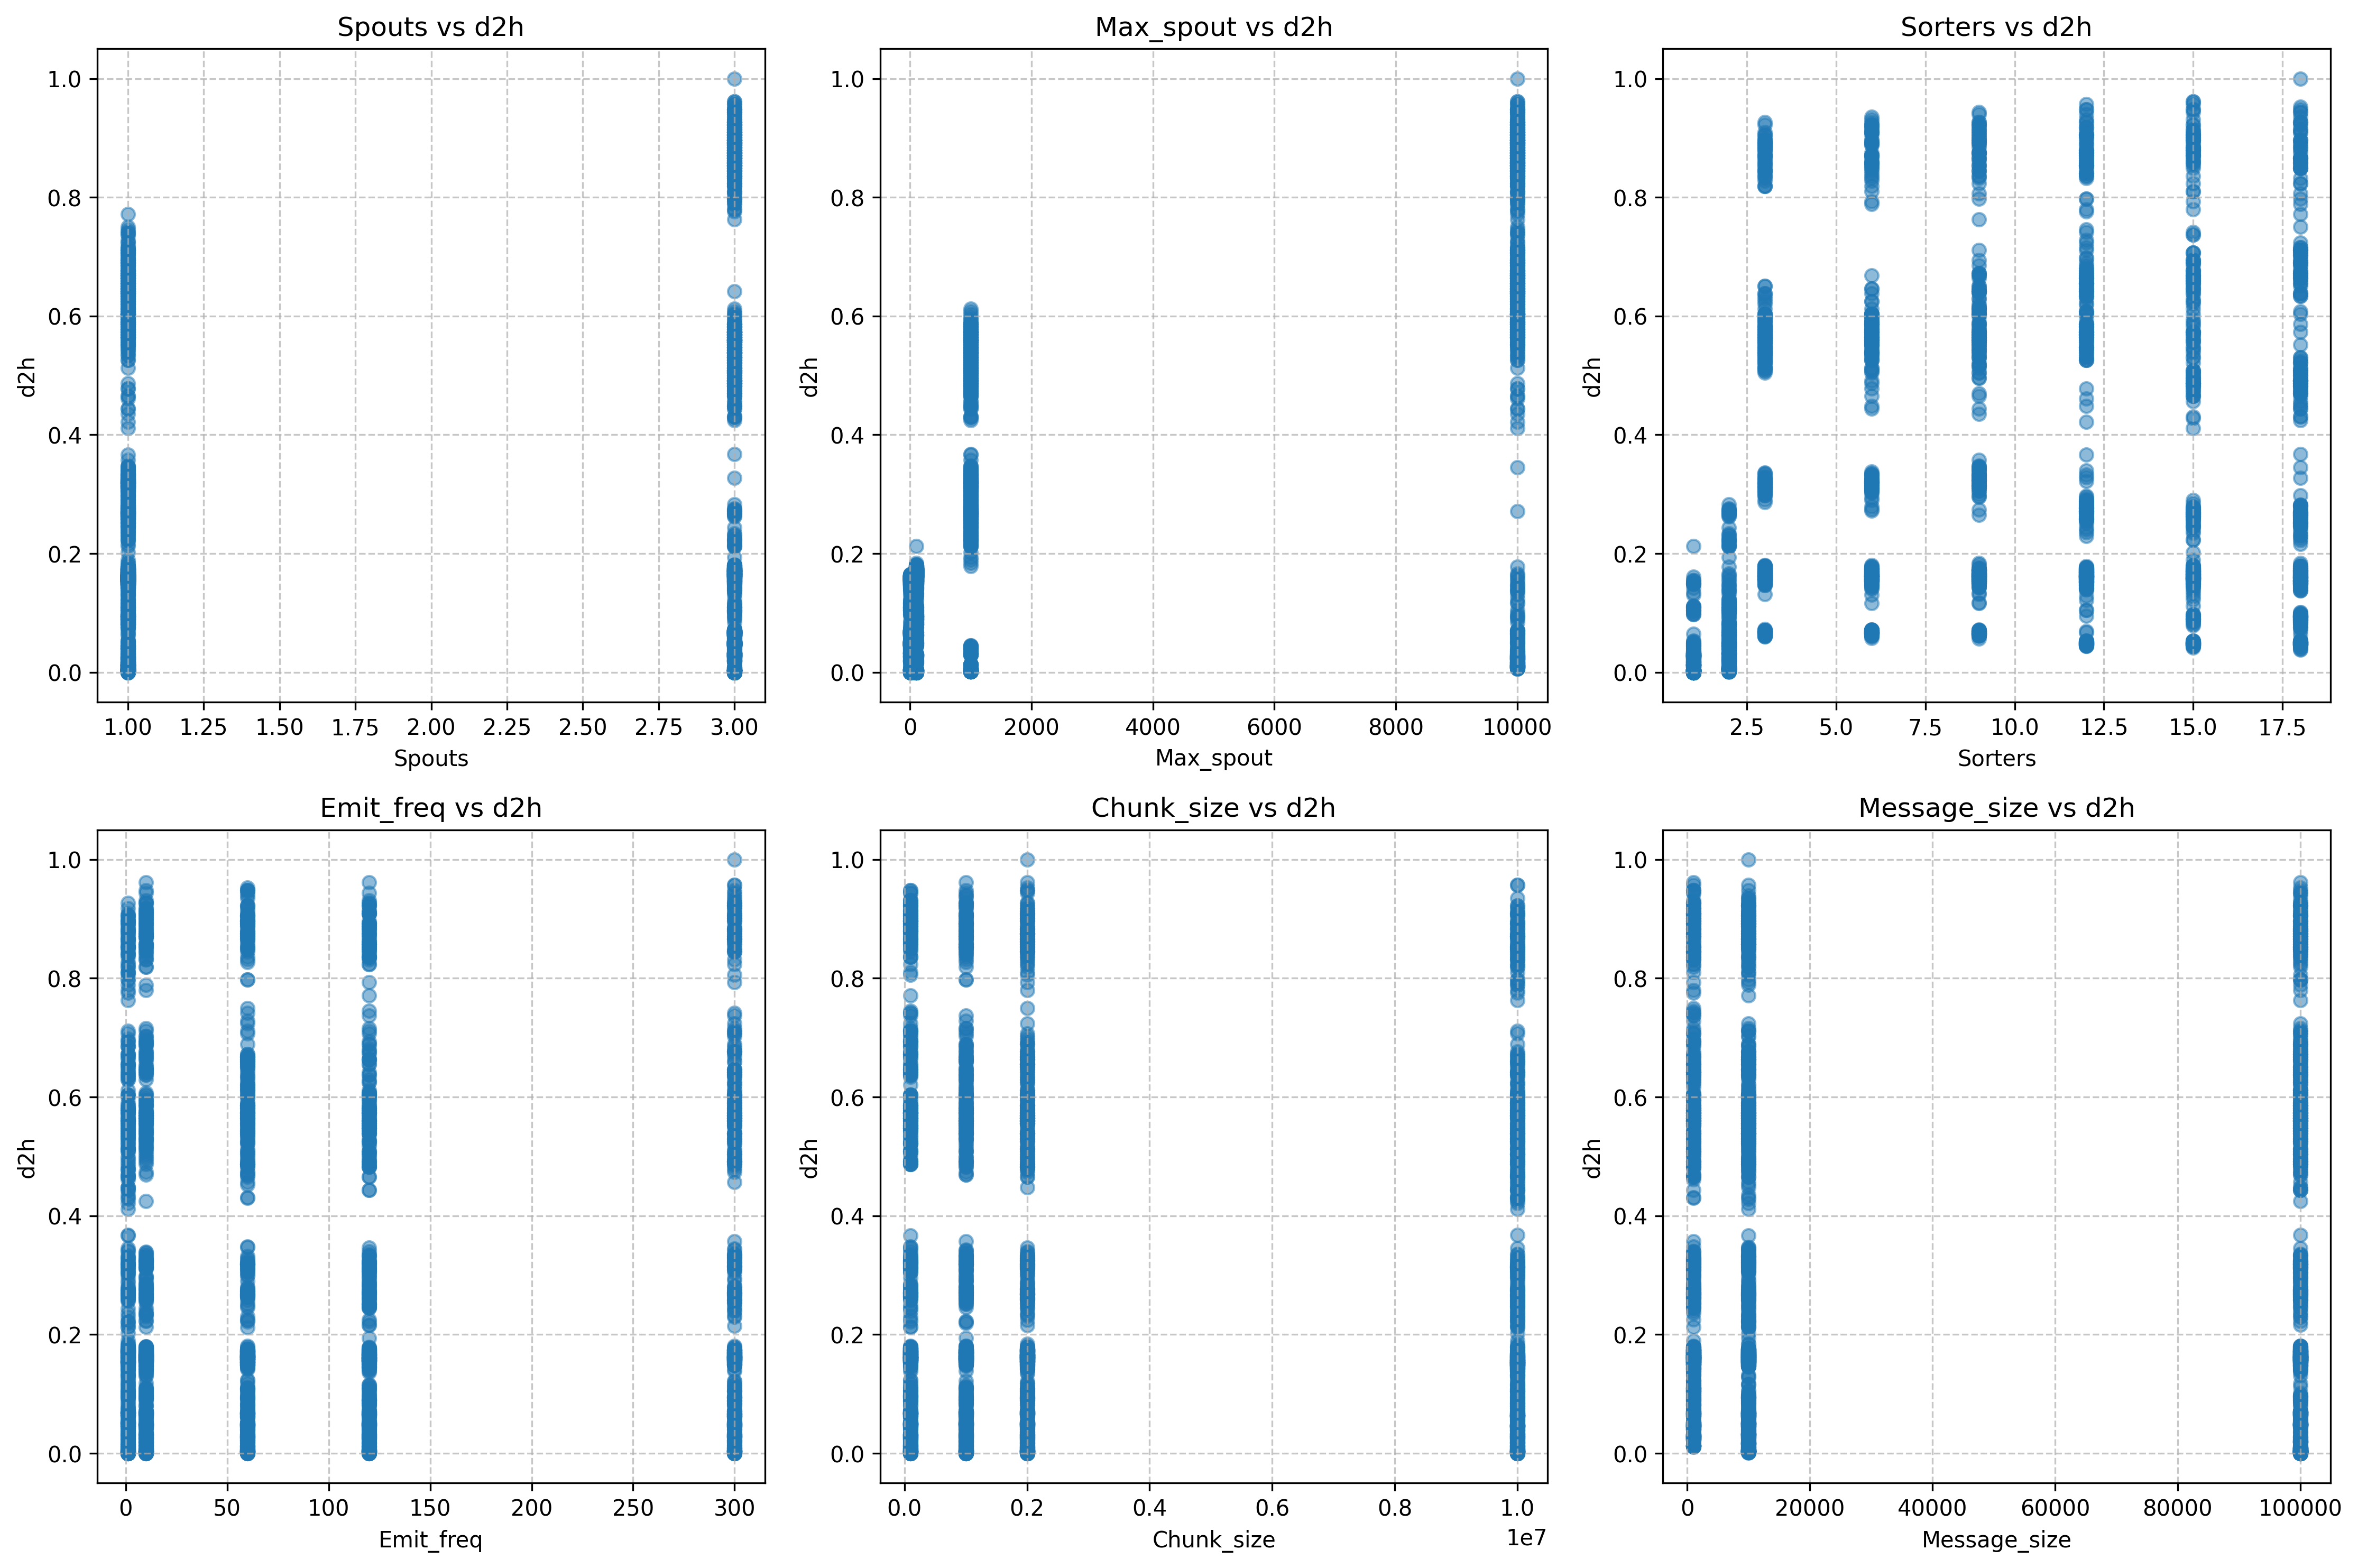 Spouts vs d2h
1.0
0.8
0.6
0.4
0.2
0.0
d2h
1.00 1.25 1.50 1.75 2.00 2.25 2.50 2.75 3.00
Spouts
Max_spout vs d2h
1.0
0.8
0.6
0.4
0.2
0.0
d2h
0 2000 4000 6000 8000 10000
Max_spout
Sorters vs d2h
1.0
0.8
0.6
0.4
0.2
0.0
d2h
2.5 5.0 7.5 10.0 12.5 15.0 17.5
Sorters
Emit_freq vs d2h
1.0
0.8
0.6
0.4
0.2
0.0
d2h
0 50 100 150 200 250 300
Emit_freq
Chunk_size vs d2h
1.0
0.8
0.6
0.4
0.2
0.0
d2h
0.0 0.2 0.4 0.6 0.8 1.0
1e7
Chunk_size
Message_size vs d2h
1.0
0.8
0.6
0.4
0.2
0.0
d2h
0 20000 40000 60000 80000 100000
Message_size